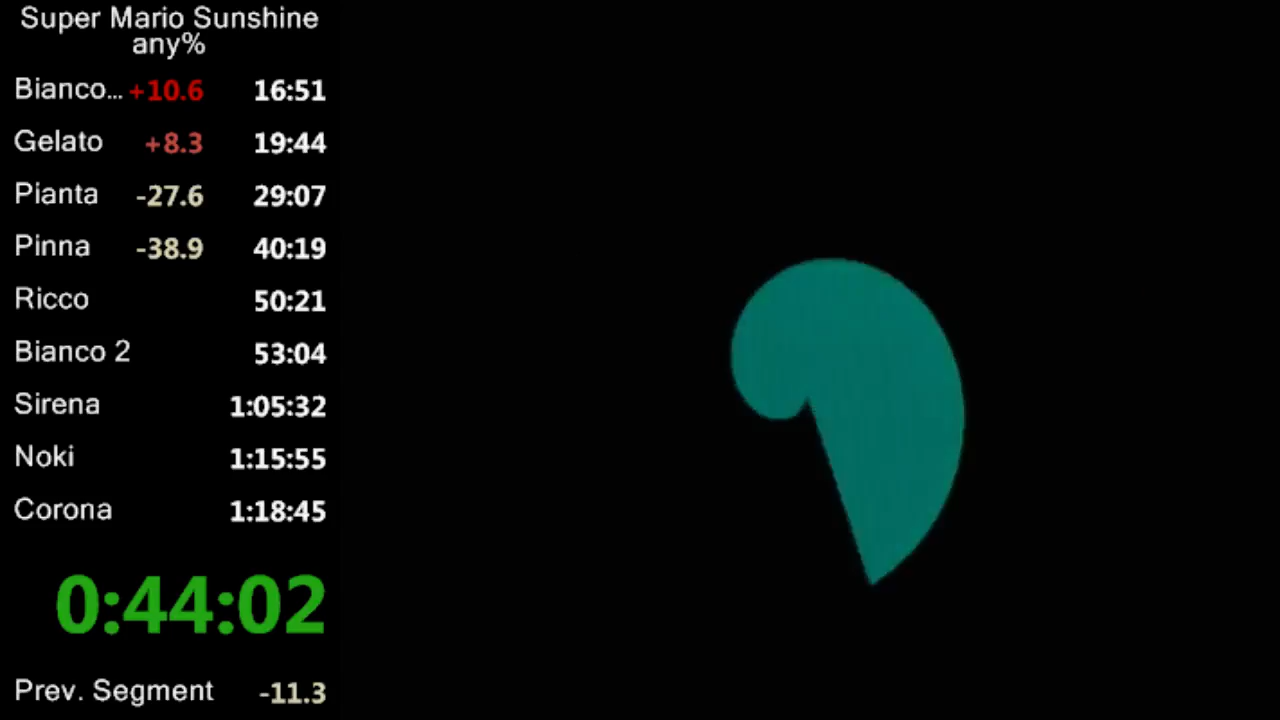 Super Mario Sunshine
any%
Bianco... +10.6 16:51
Gelato +8.3 19:44
Pianta -27.6 29:07
Pinna -38.9 40:19
Ricco 50:21
Bianco 2 53:04
Sirena 1:05:32
Noki 1:15:55
Corona 1:18:45
0:44:02
Prev. Segment -11.3